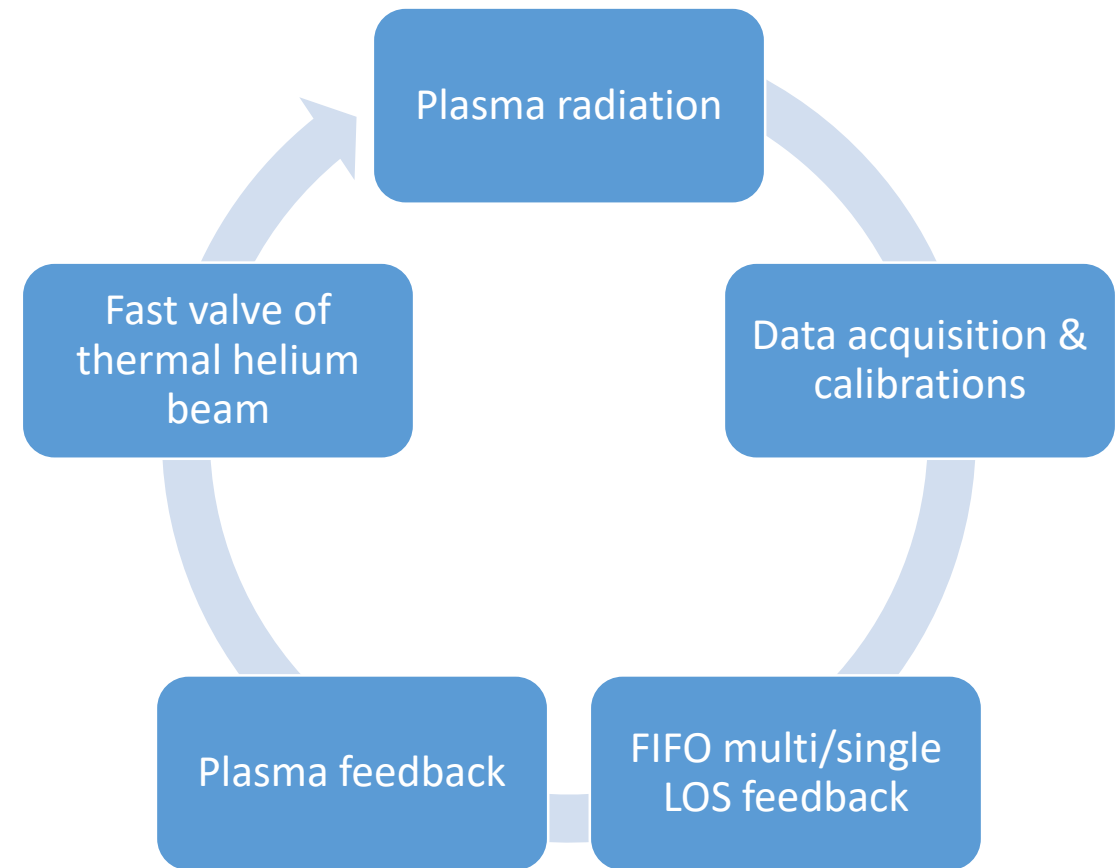 Plasma radiation
Data acquisition &
calibrations
FIFO multi/single
LOS feedback
Plasma feedback
Fast valve of
thermal helium
beam